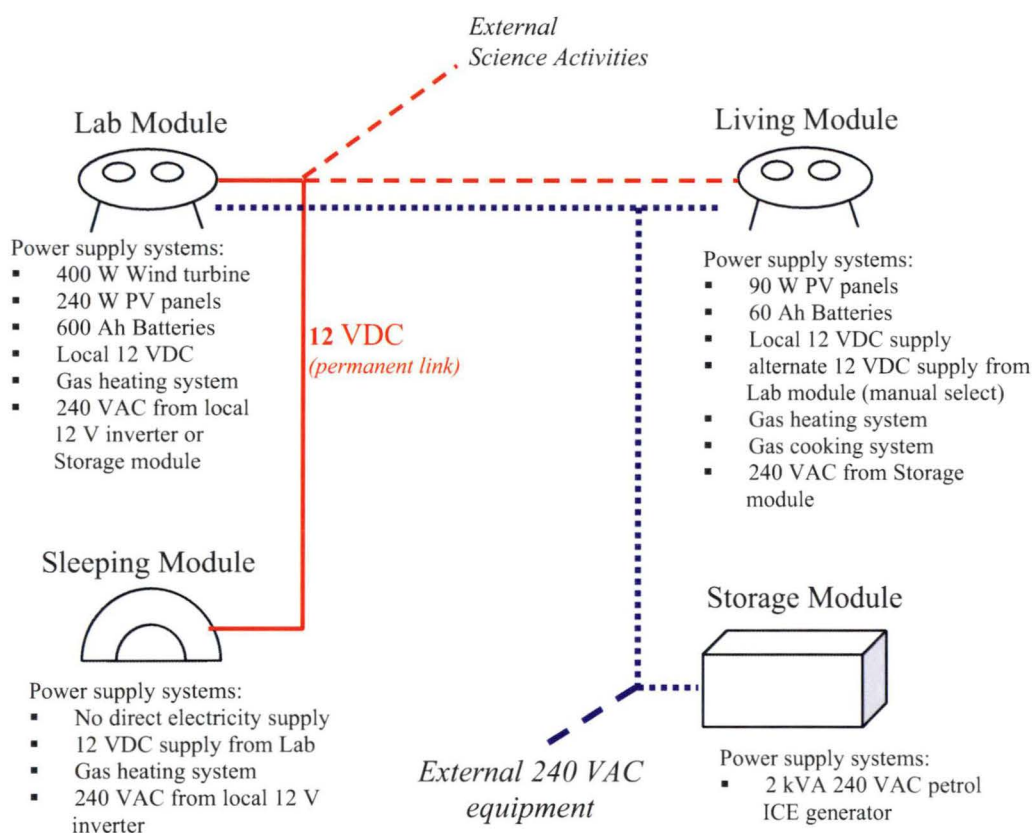 External
Science Activities
Lab Module
Living Module
Power supply systems:
▪ 400 W Wind turbine
▪ 240 W PV panels
▪ 600 Ah Batteries
▪ Local 12 VDC
▪ Gas heating system
▪ 240 VAC from local
12 V inverter or
Storage module
12 VDC
(permanent link)
Power supply systems:
▪ 90 W PV panels
▪ 60 Ah Batteries
▪ Local 12 VDC supply
▪ alternate 12 VDC supply from
Lab module (manual select)
▪ Gas heating system
▪ Gas cooking system
▪ 240 VAC from Storage
module
Sleeping Module
Storage Module
Power supply systems:
▪ No direct electricity supply
▪ 12 VDC supply from Lab
▪ Gas heating system
▪ 240 VAC from local 12 V
inverter
External 240 VAC
equipment
Power supply systems:
▪ 2 kVA 240 VAC petrol
ICE generator